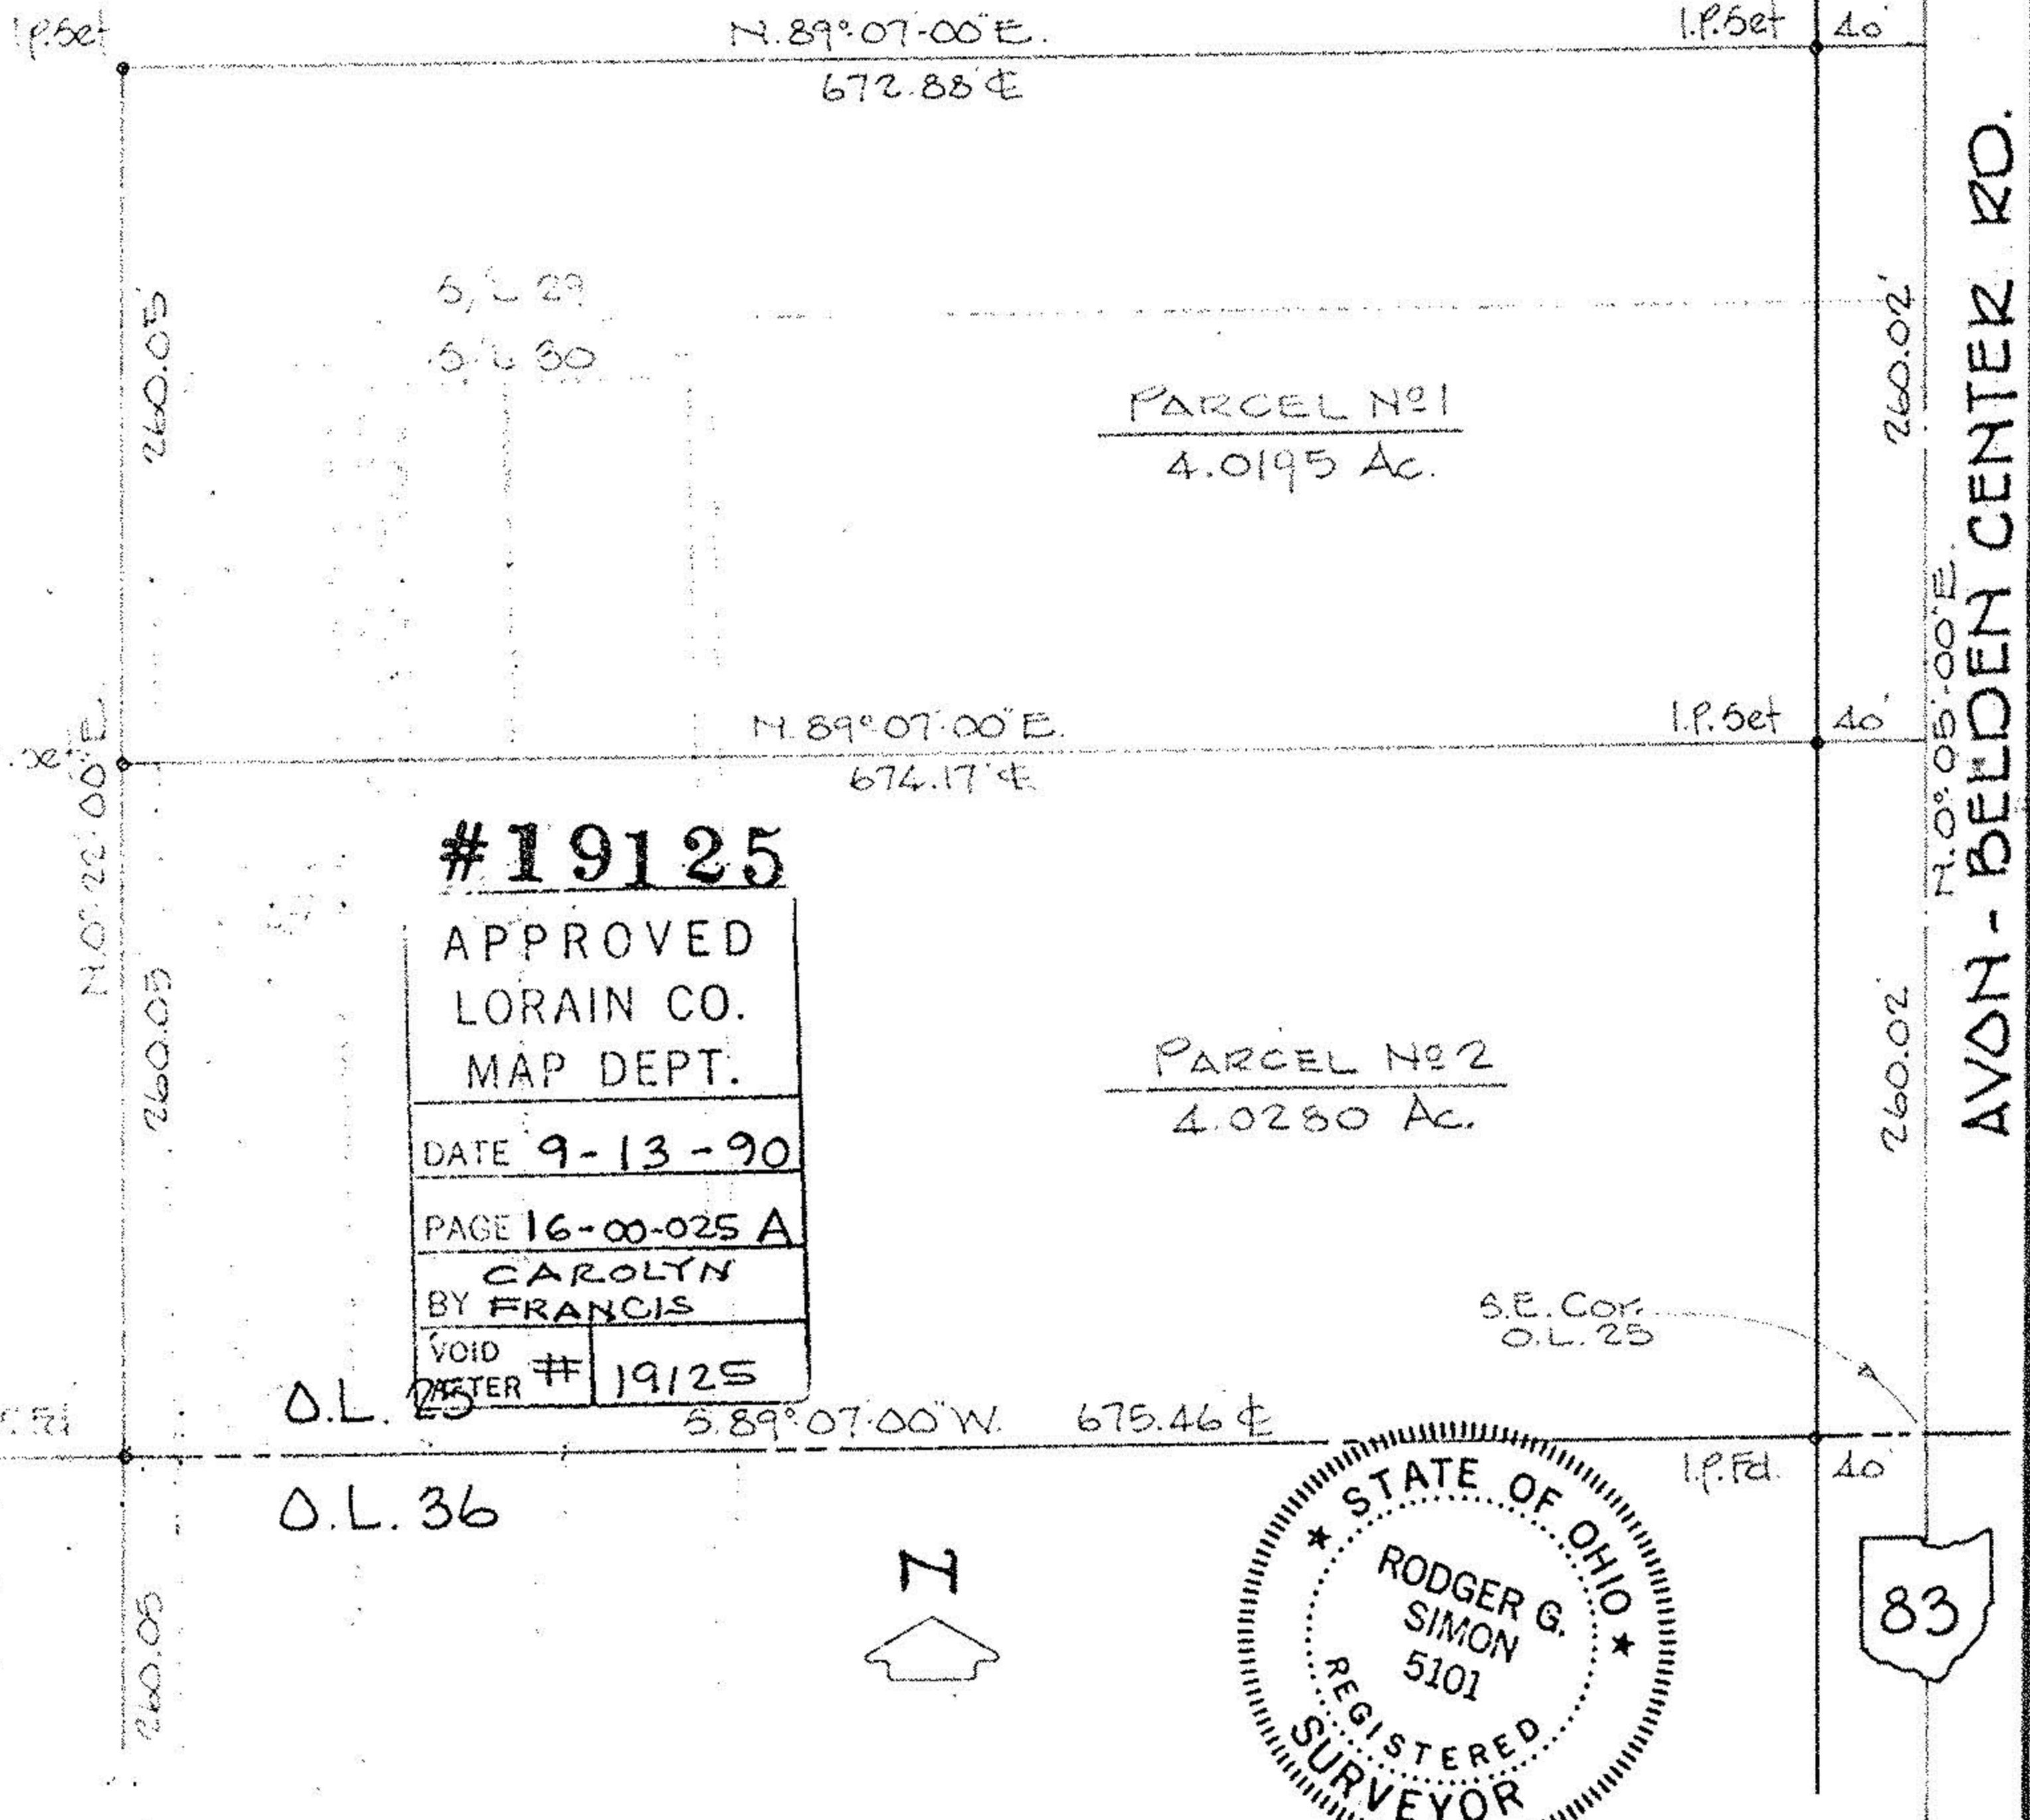 I.P.Set
N.89°07'00"E.
I.P.Set
40'
672.88'℄
260.05'
S/L 29
S/L 30
PARCEL Nº1
4.0195 Ac.
260.02'
AVON - BELDEN CENTER RD.
N.0°05'00"E.
N.89°07'00"E.
I.P.Set
40'
674.17'℄
N.0°22'00"E.
#19125
APPROVED
LORAIN CO.
MAP DEPT.
DATE 9-13-90
PAGE 16-00-025 A
CAROLYN
BY FRANCIS
VOID
AFTER # 19125
260.05
PARCEL Nº2
4.0280 Ac.
260.02'
S.E. Cor.
O.L. 25
O.L. 25
S.89°07'00"W. 675.46'℄
I.P.Fd.
40'
O.L. 36
260.05
N
STATE OF OHIO
RODGER G.
SIMON
5101
REGISTERED
SURVEYOR
83